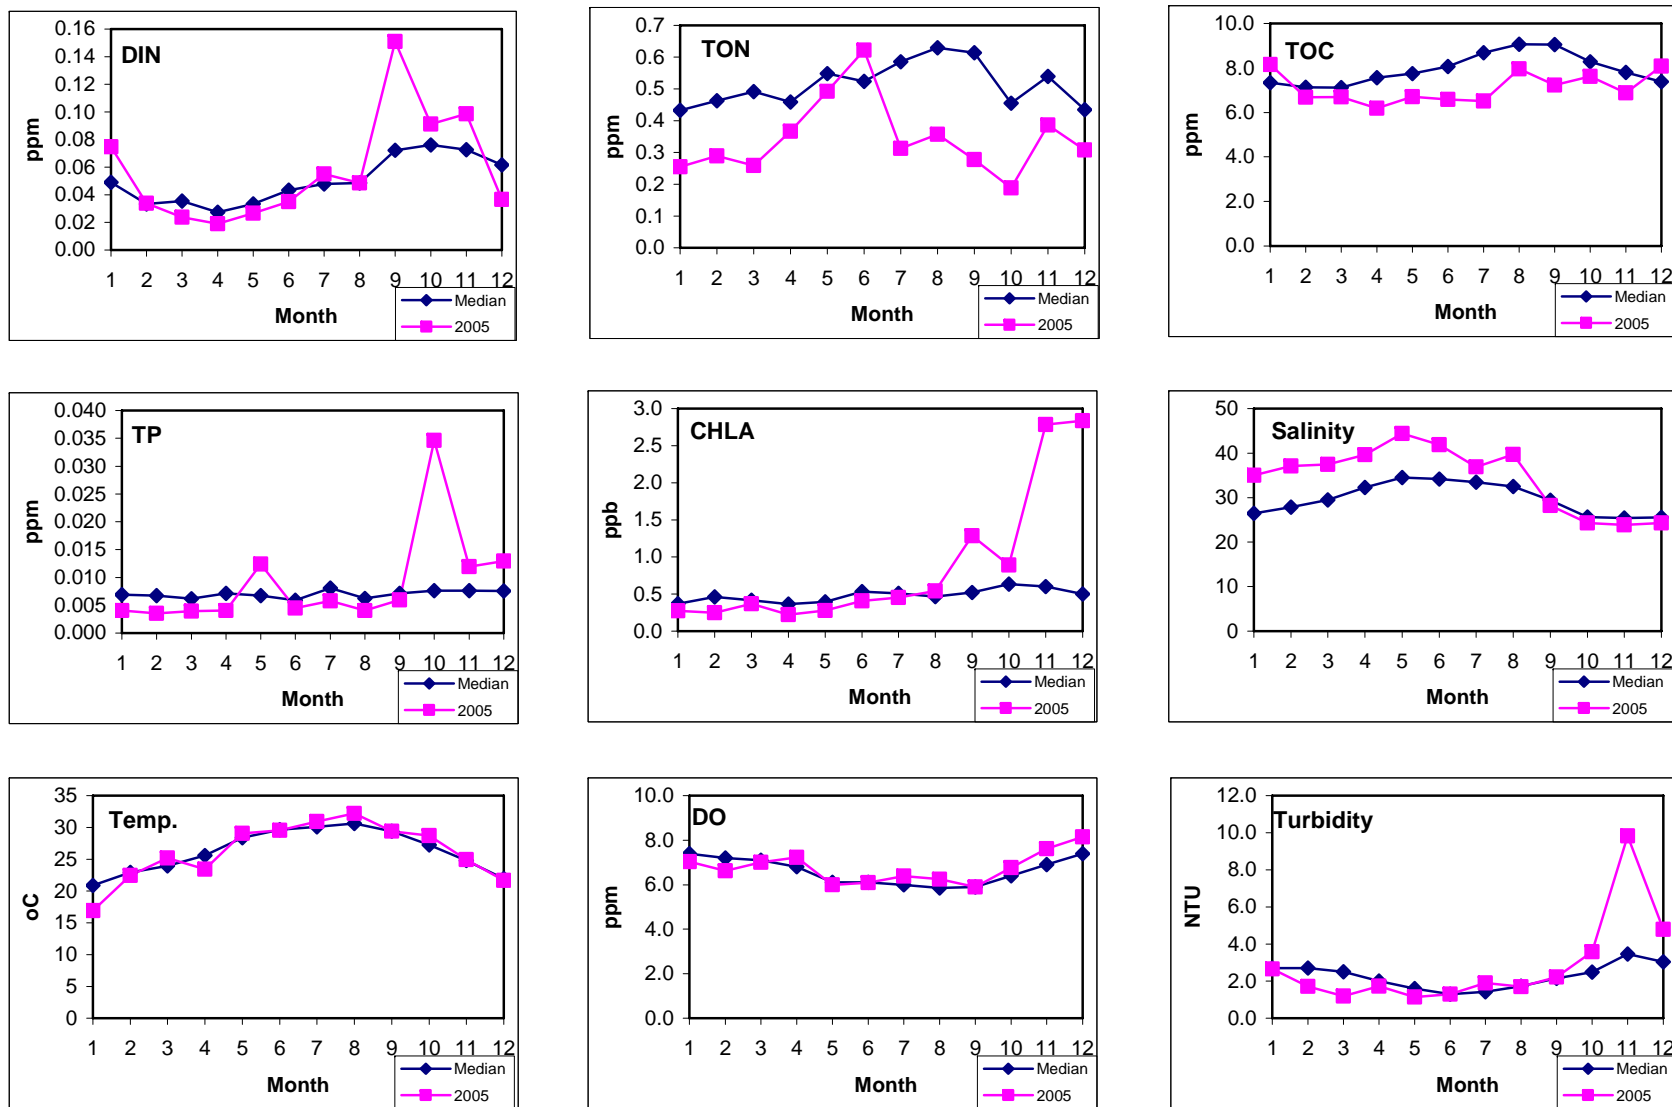 DIN
0.16
0.14
0.12
0.10
0.08
0.06
0.04
0.02
0.00
ppm
1 2 3 4 5 6 7 8 9 10 11 12
Month
Median
2005
TON
0.7
0.6
0.5
0.4
0.3
0.2
0.1
0.0
ppm
1 2 3 4 5 6 7 8 9 10 11 12
Month
Median
2005
TOC
10.0
8.0
6.0
4.0
2.0
0.0
ppm
1 2 3 4 5 6 7 8 9 10 11 12
Month
Median
2005
TP
0.040
0.035
0.030
0.025
0.020
0.015
0.010
0.005
0.000
ppm
1 2 3 4 5 6 7 8 9 10 11 12
Month
Median
2005
CHLA
3.0
2.5
2.0
1.5
1.0
0.5
0.0
ppb
1 2 3 4 5 6 7 8 9 10 11 12
Month
Median
2005
Salinity
50
40
30
20
10
0
1 2 3 4 5 6 7 8 9 10 11 12
Month
Median
2005
Temp.
35
30
25
20
15
10
5
0
oC
1 2 3 4 5 6 7 8 9 10 11 12
Month
Median
2005
DO
10.0
8.0
6.0
4.0
2.0
0.0
ppm
1 2 3 4 5 6 7 8 9 10 11 12
Month
Median
2005
Turbidity
12.0
10.0
8.0
6.0
4.0
2.0
0.0
NTU
1 2 3 4 5 6 7 8 9 10 11 12
Month
Median
2005